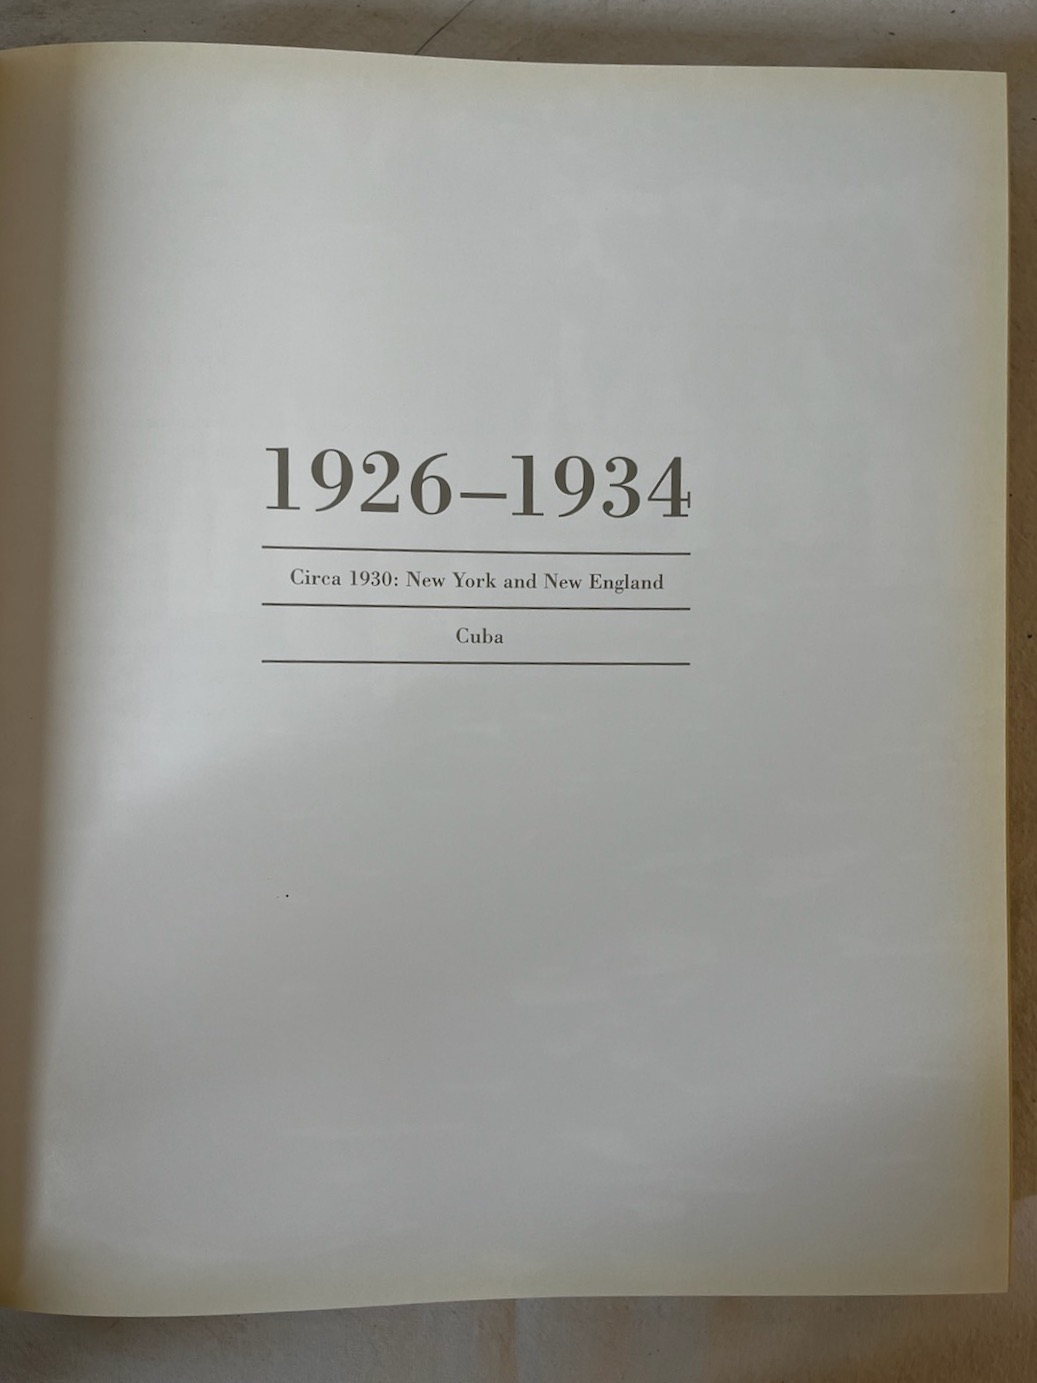 1926–1934
Circa 1930: New York and New England
Cuba